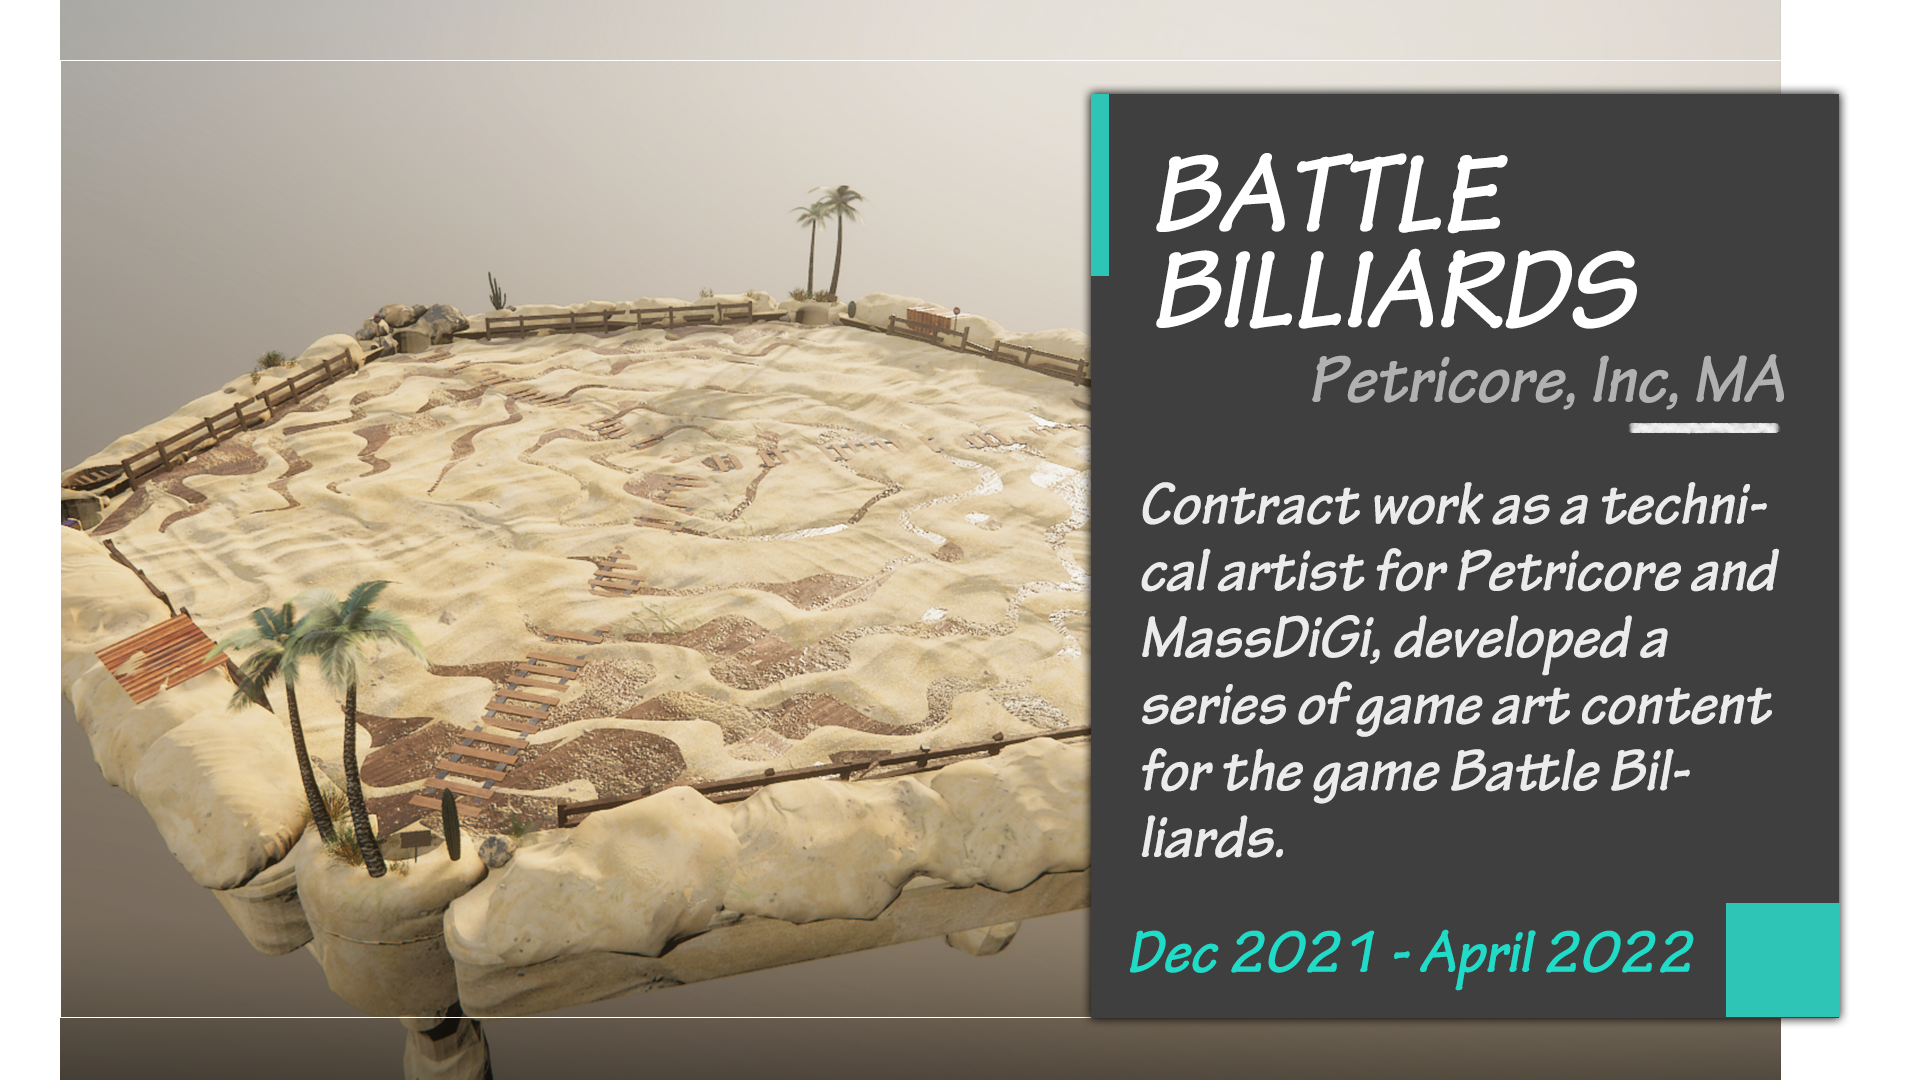 BATTLE
BILLIARDS
Petricore, Inc, MA
Contract work as a techni-
cal artist for Petricore and
MassDiGi, developed a
series of game art content
for the game Battle Bil-
liards.
Dec 2021 - April 2022